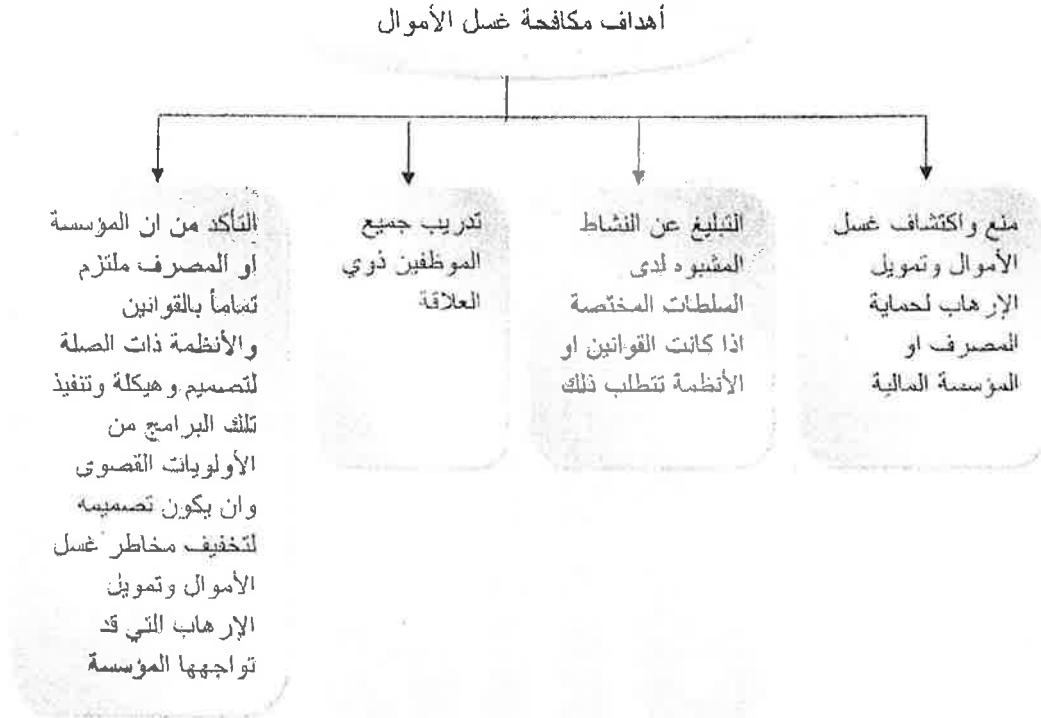 أهداف مكافحة غسل الأموال
منع واكتشاف غسل
الأموال وتمويل
الإرهاب لحماية
المصرف او
المؤسسة المالية
التبليغ عن النشاط
المشبوه لدى
السلطات المختصة
اذا كانت القوانين او
الأنظمة تتطلب ذلك
تدريب جميع
الموظفين ذوي
العلاقة
التأكد من ان المؤسسة
او المصرف ملتزم
تماماً بالقوانين
والأنظمة ذات الصلة
لتصميم وهيكلة وتنفيذ
تلك البرامج من
الأولويات القصوى
وان يكون تصميمه
لتخفيف مخاطر غسل
الأموال وتمويل
الإرهاب التي قد
تواجهها المؤسسة